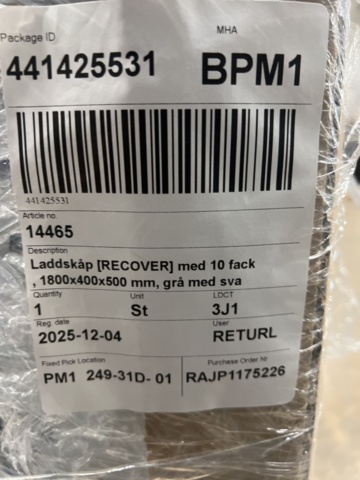 Package ID MHA
441425531 BPM1
441425531
Article no.
14465
Description
Laddskåp [RECOVER] med 10 fack
, 1800x400x500 mm, grå med sva
Quantity Unit LDCT
1 St 3J1
Reg. date User
2025-12-04 RETURL
Fixed Pick Location Purchase Order Nr
PM1 249-31D- 01 RAJP1175226